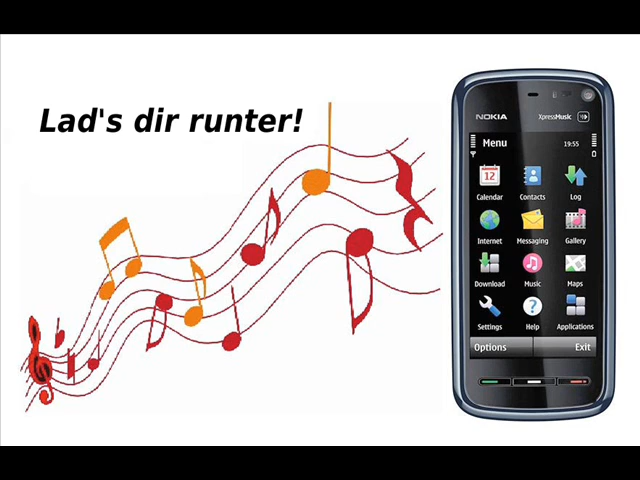 Lad's dir runter!
NOKIA XpressMusic
Menu 19:55
12
Calendar Contacts Log
Internet Messaging Gallery
Download Music Maps
Settings Help Applications
Options Exit